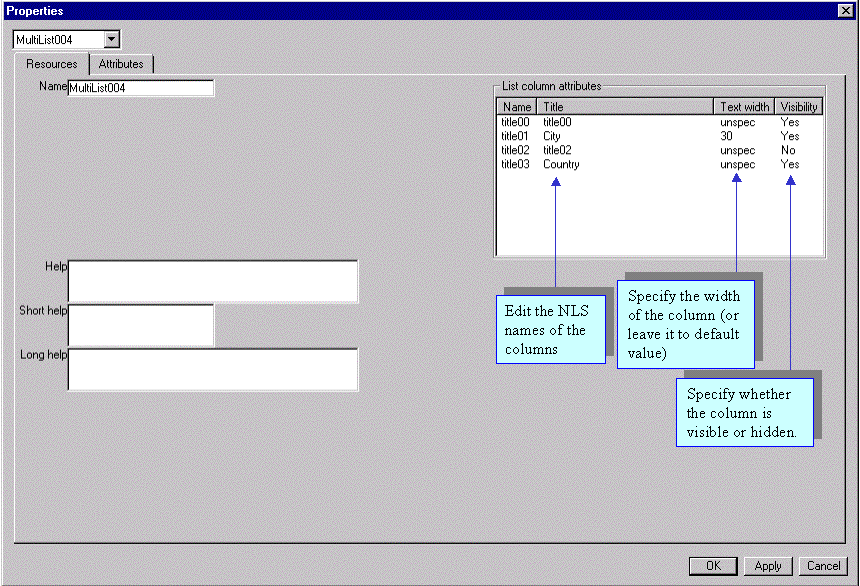 Properties
MultiList004
Resources Attributes
Name MultiList004
List column attributes
Name Title Text width Visibility
title00 title00 unspec Yes
title01 City 30 Yes
title02 title02 unspec No
title03 Country unspec Yes
Help
Short help
Long help
Edit the NLS
names of the
columns
Specify the width
of the column (or
leave it to default
value)
Specify whether
the column is
visible or hidden.
OK Apply Cancel